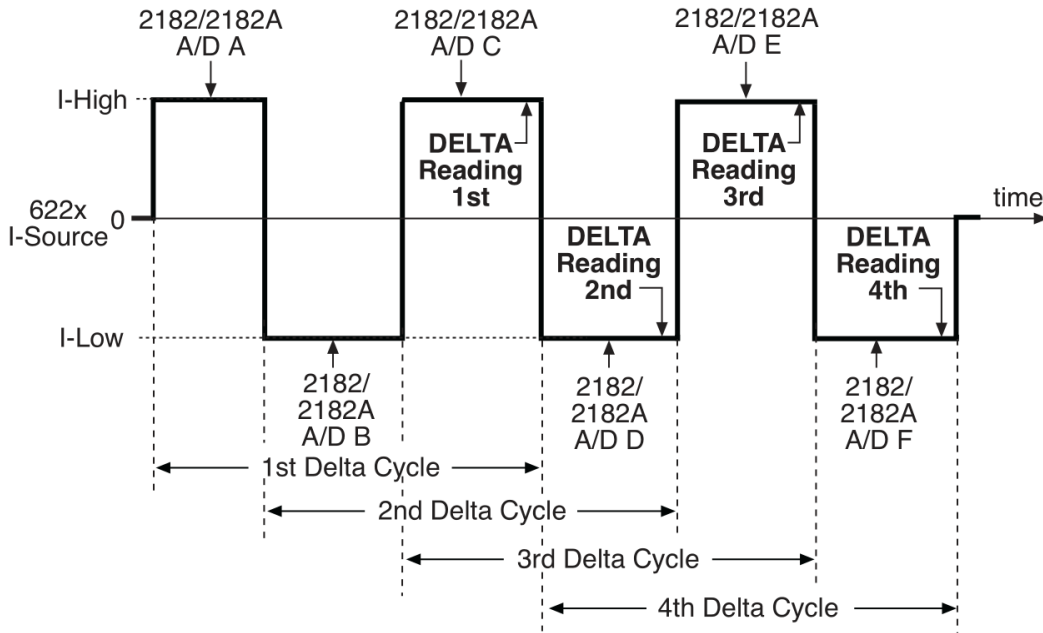 2182/2182A
A/D A
2182/2182A
A/D C
2182/2182A
A/D E
I-High
DELTA
Reading
1st
DELTA
Reading
3rd
622x
I-Source
0
time
DELTA
Reading
2nd
DELTA
Reading
4th
I-Low
2182/
2182A
A/D B
2182/
2182A
A/D D
2182/
2182A
A/D F
1st Delta Cycle
2nd Delta Cycle
3rd Delta Cycle
4th Delta Cycle